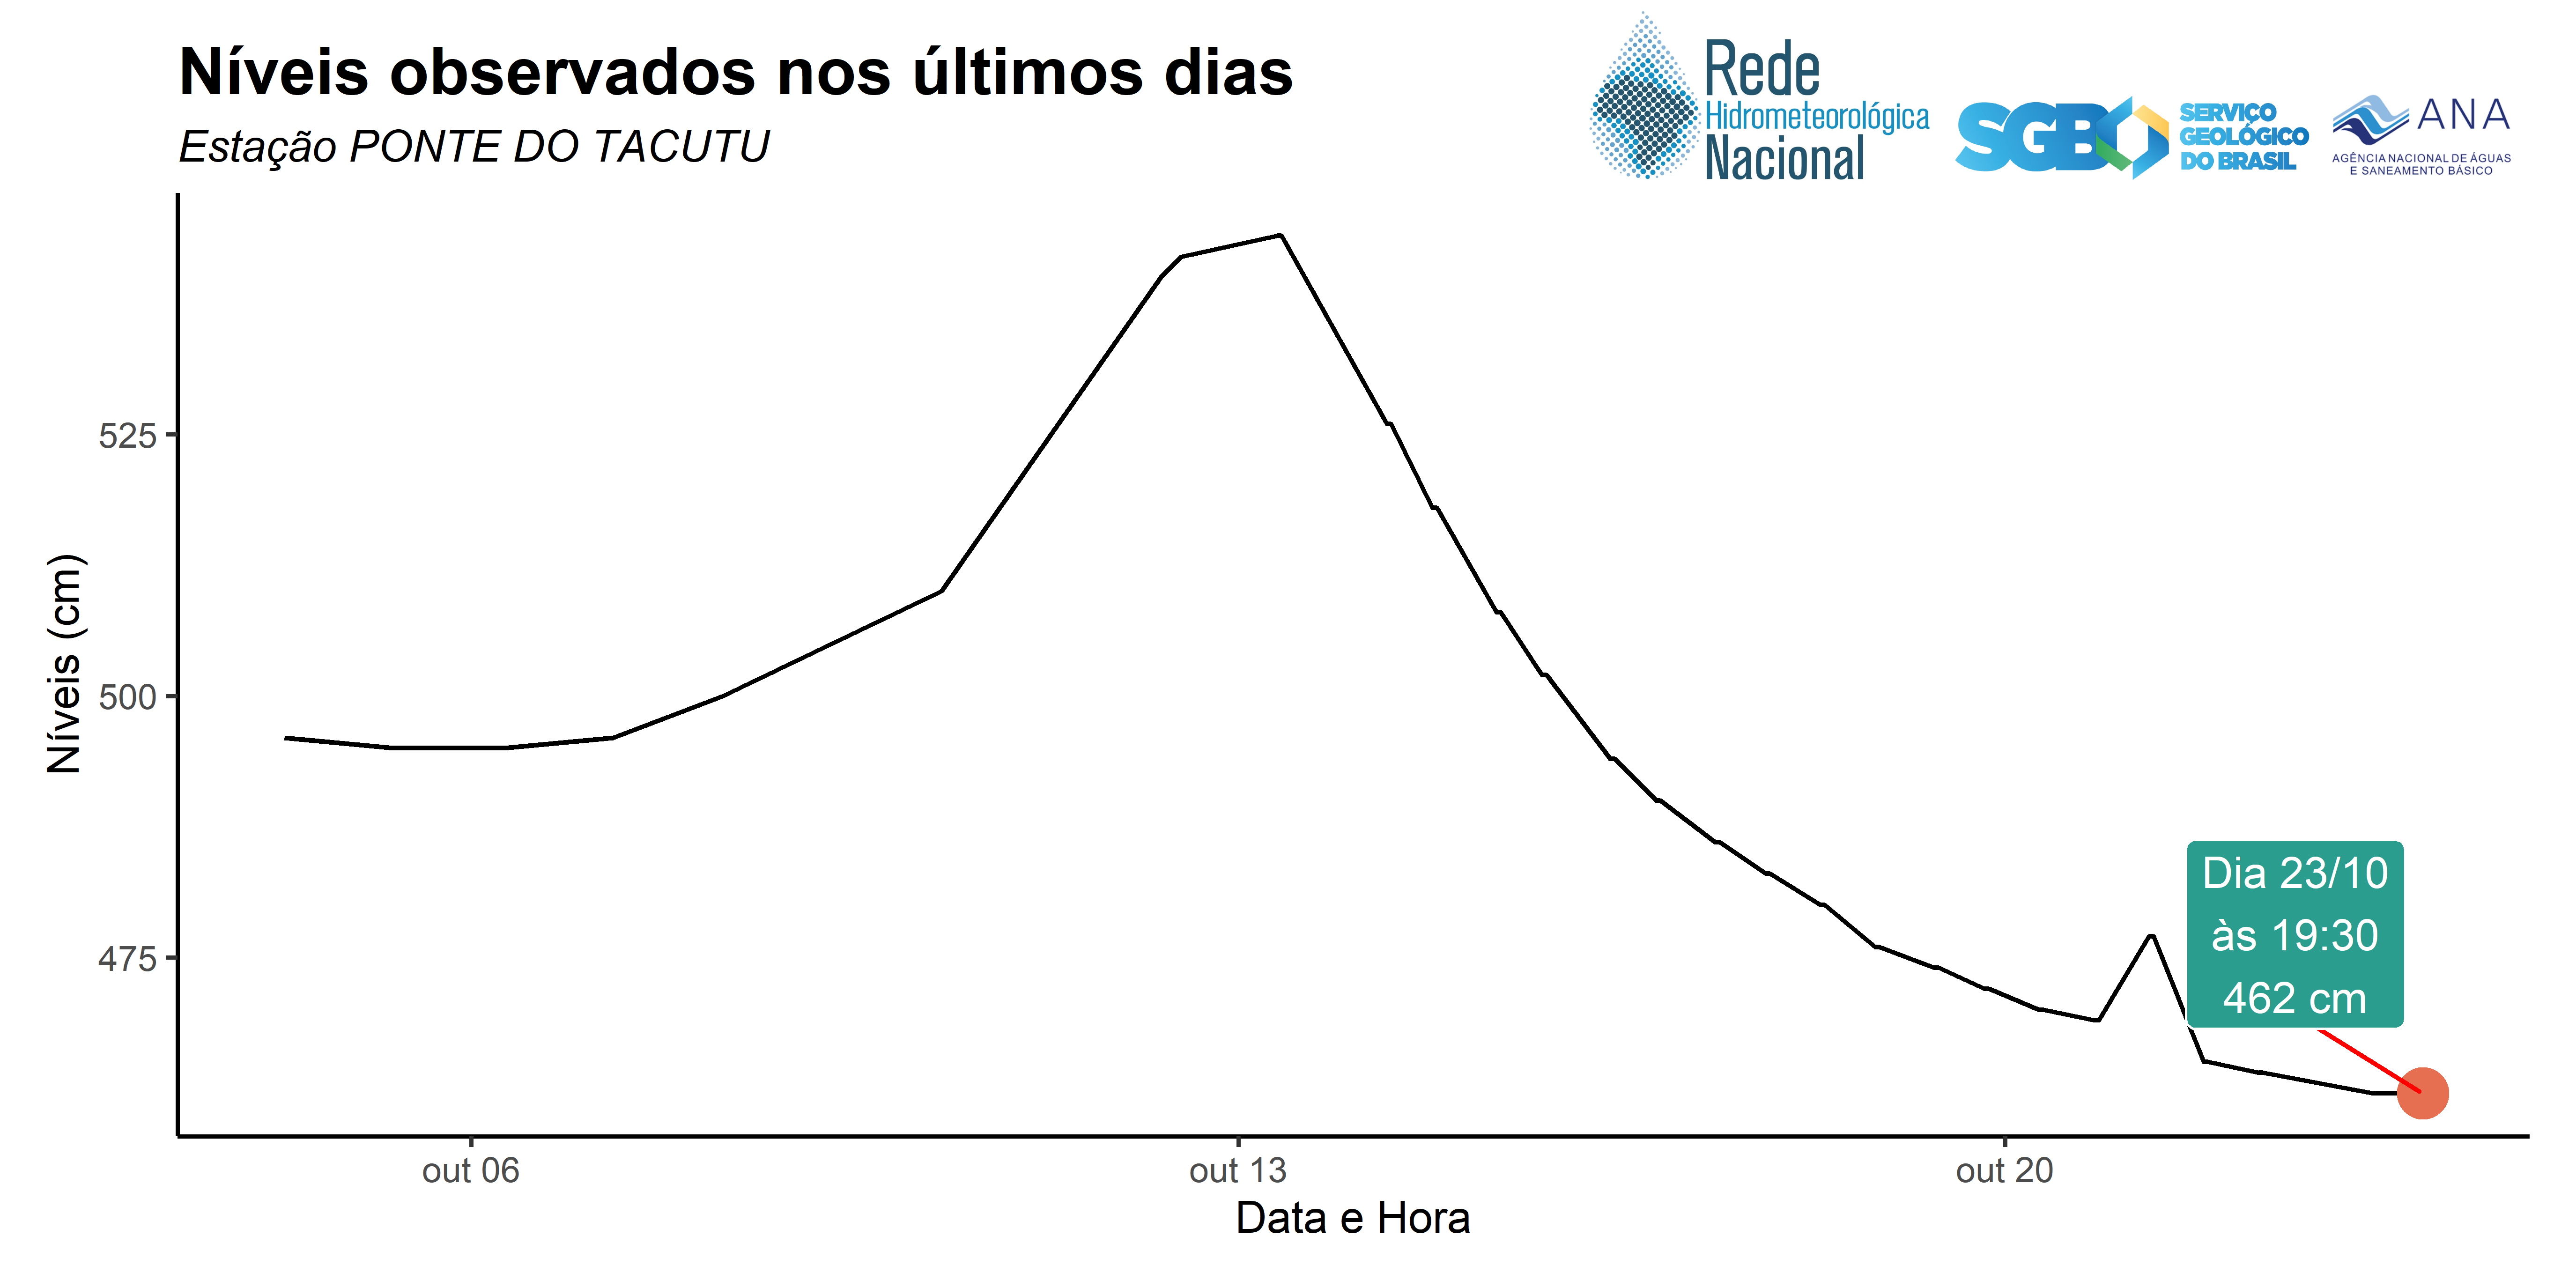 Níveis observados nos últimos dias
Estação PONTE DO TACUTU
Rede
Hidrometeorológica
Nacional
SGB
SERVIÇO
GEOLÓGICO
DO BRASIL
ANA
AGÊNCIA NACIONAL DE ÁGUAS
E SANEAMENTO BÁSICO
Níveis (cm)
525
500
475
Dia 23/10
às 19:30
462 cm
out 06
out 13
out 20
Data e Hora